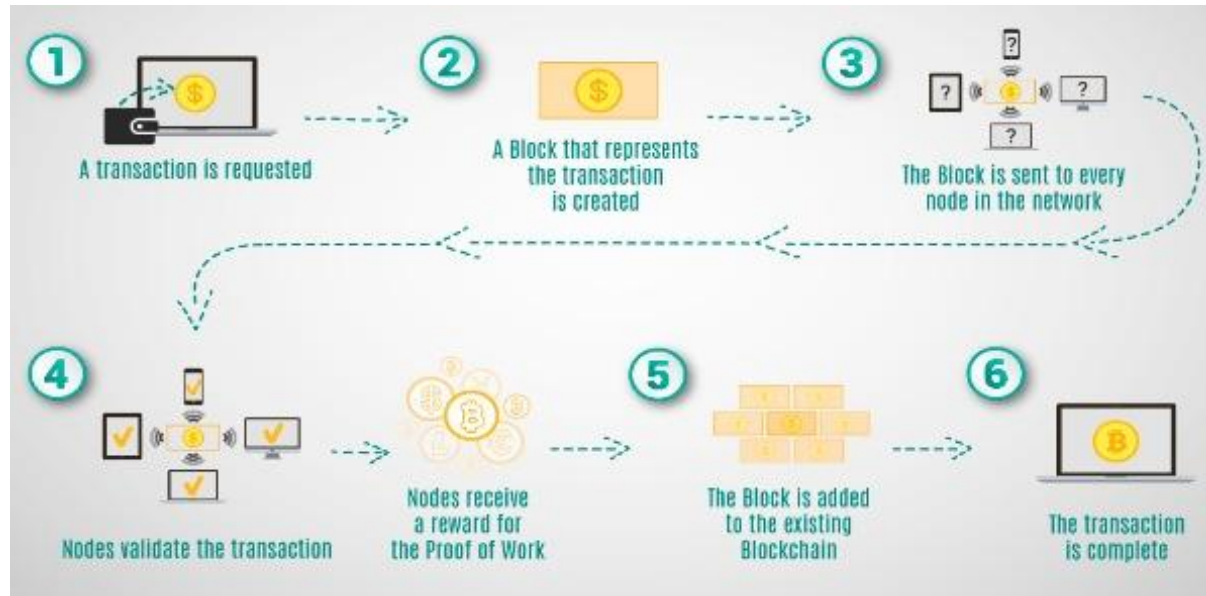 1
A transaction is requested
2
A Block that represents
the transaction
is created
3
The Block is sent to every
node in the network
4
Nodes validate the transaction
Nodes receive
a reward for
the Proof of Work
5
The Block is added
to the existing
Blockchain
6
The transaction
is complete